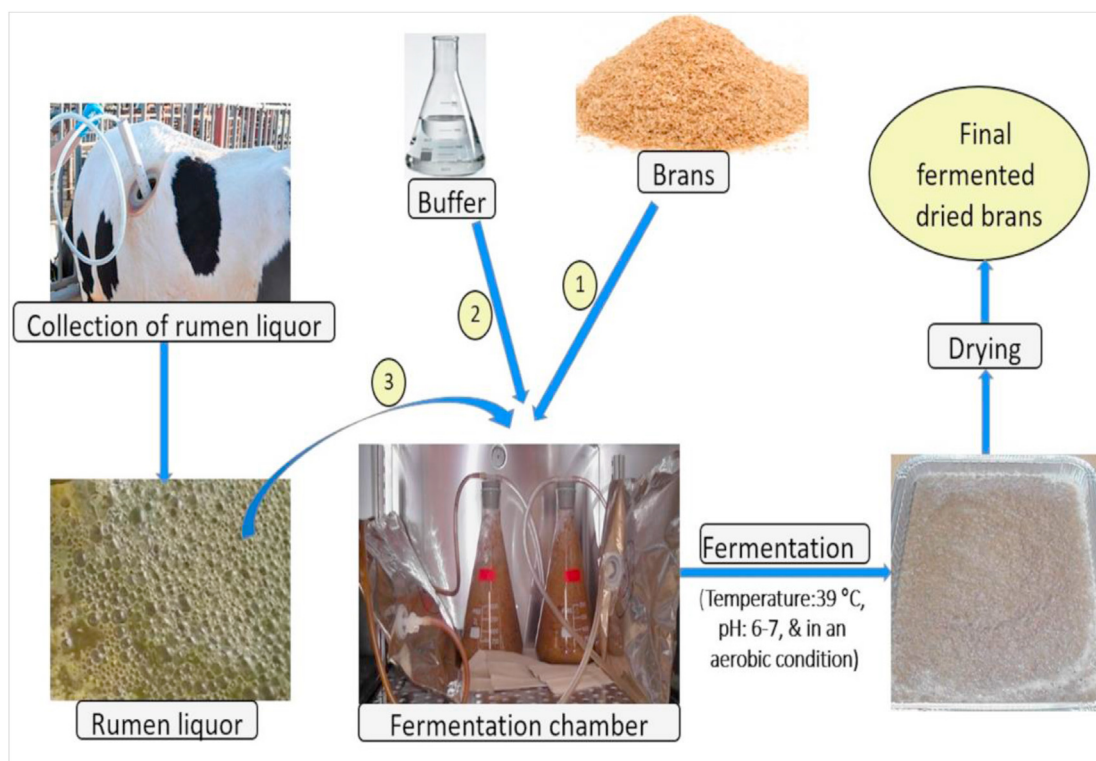 Buffer
Brans
Final
fermented
dried brans
Collection of rumen liquor
1
2
3
Drying
Rumen liquor
Fermentation chamber
Fermentation
(Temperature:39 °C,
pH: 6-7, & in an
aerobic condition)